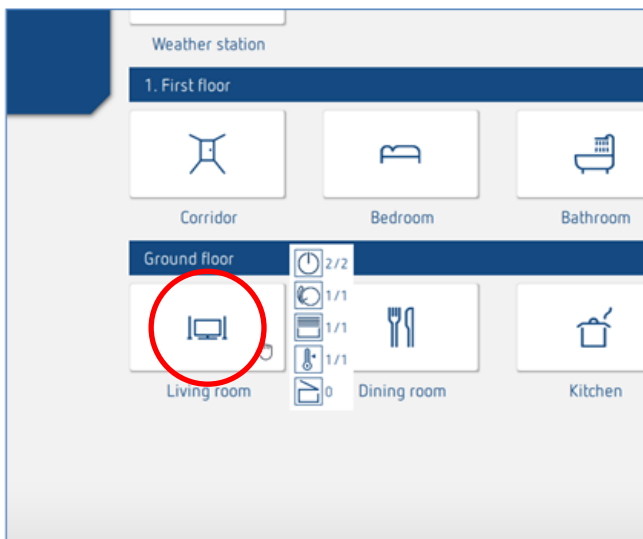 Weather station
1. First floor
Corridor
Bedroom
Bathroom
Ground floor
2/2
1/1
1/1
1/1
0
Living room
Dining room
Kitchen